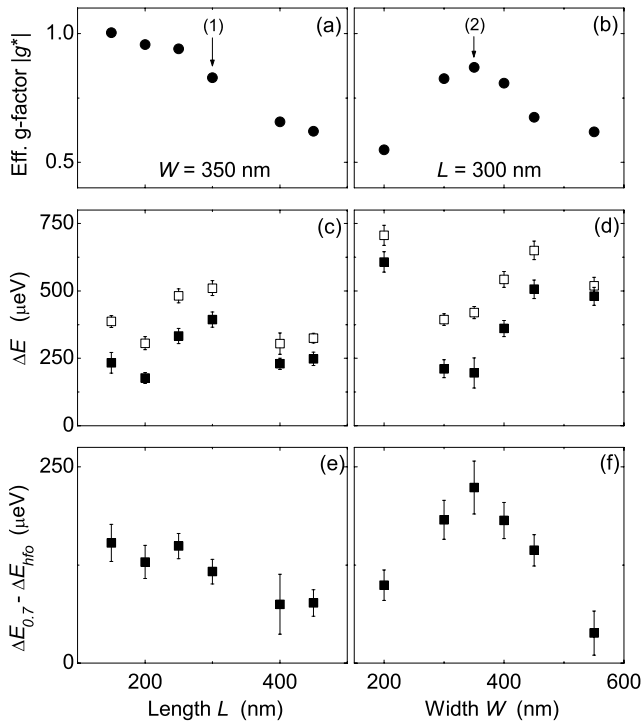 (1)
(a)
(2)
(b)
Eff. g-factor |g*|
1.0
0.5
W = 350 nm
L = 300 nm
(c)
(d)
ΔE (µeV)
750
500
250
0
(e)
(f)
ΔE0.7 - ΔEhfo (µeV)
250
0
200
400
200
400
600
Length L (nm)
Width W (nm)